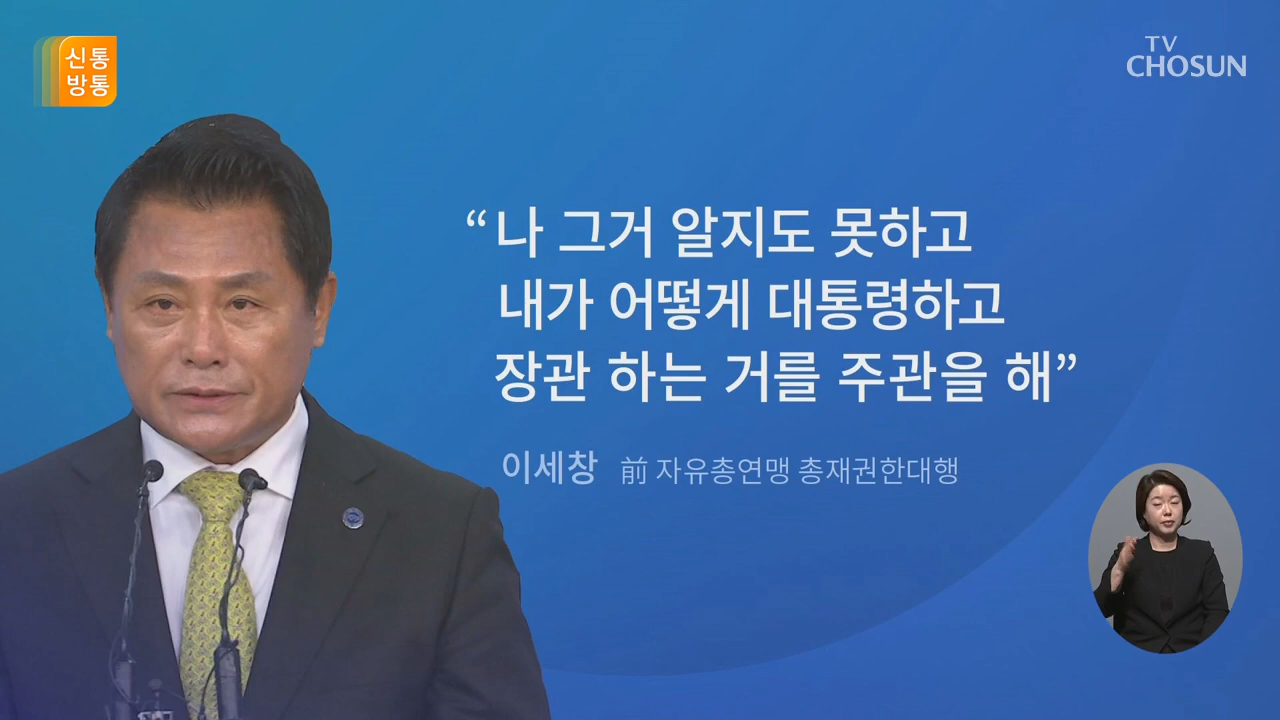 신통
방통
TV
CHOSUN
“나 그거 알지도 못하고
내가 어떻게 대통령하고
장관 하는 거를 주관을 해”
이세창 前 자유총연맹 총재권한대행